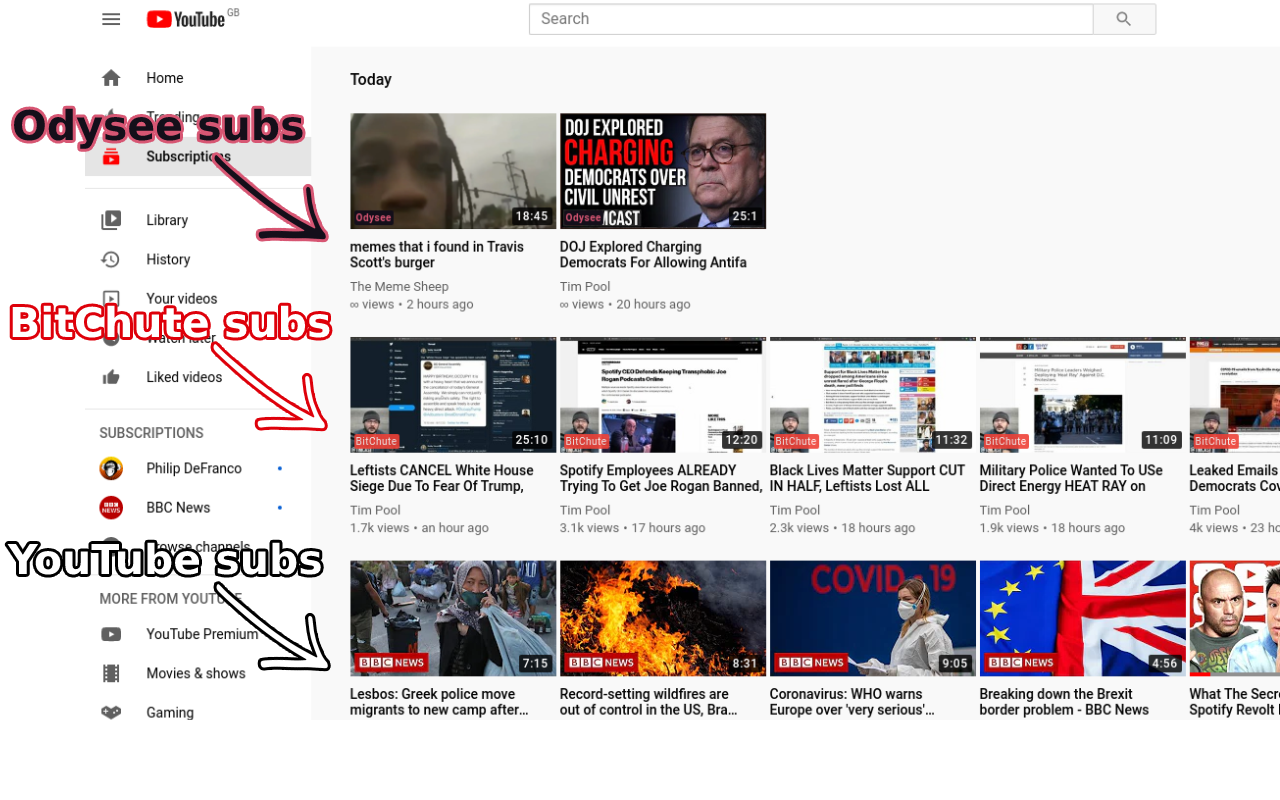 YouTube GB
Search
Home
Trending
Subscriptions
Library
History
Your videos
Watch later
Liked videos
SUBSCRIPTIONS
Philip DeFranco
BBC News
Browse channels
MORE FROM YOUTUBE
YouTube Premium
Movies & shows
Gaming
Odysee subs
BitChute subs
YouTube subs
Today
Odysee
18:45
memes that i found in Travis
Scott's burger
The Meme Sheep
∞ views • 2 hours ago
DOJ EXPLORED
CHARGING
DEMOCRATS OVER
CIVIL UNREST
Odysee
25:1
DOJ Explored Charging
Democrats For Allowing Antifa
Tim Pool
∞ views • 20 hours ago
BitChute
25:10
Leftists CANCEL White House
Siege Due To Fear Of Trump,
Tim Pool
1.7k views • an hour ago
Spotify CEO Defends Keeping Transphobic Joe
Rogan Podcasts Online
BitChute
12:20
Spotify Employees ALREADY
Trying To Get Joe Rogan Banned,
Tim Pool
3.1k views • 17 hours ago
BitChute
11:32
Black Lives Matter Support CUT
IN HALF, Leftists Lost ALL
Tim Pool
2.3k views • 18 hours ago
BitChute
11:09
Military Police Wanted To USe
Direct Energy HEAT RAY on
Tim Pool
1.9k views • 18 hours ago
BitChute
Leaked Emails
Democrats Cov
Tim Pool
4k views • 23 ho
BBC NEWS
7:15
Lesbos: Greek police move
migrants to new camp after...
BBC NEWS
8:31
Record-setting wildfires are
out of control in the US, Bra...
COVID-19
BBC NEWS
9:05
Coronavirus: WHO warns
Europe over 'very serious'...
BBC NEWS
4:56
Breaking down the Brexit
border problem - BBC News
What The Secre
Spotify Revolt I